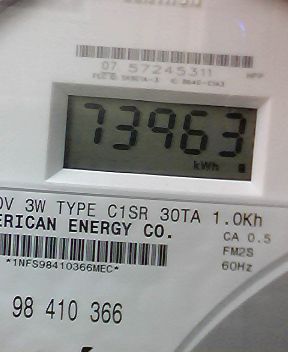 07 57245311
73963
kWh
0V 3W TYPE C1SR 30TA 1.0Kh
ERICAN ENERGY CO.
CA 0.5
FM2S
60Hz
*1NFS98410366MEC*
98 410 366